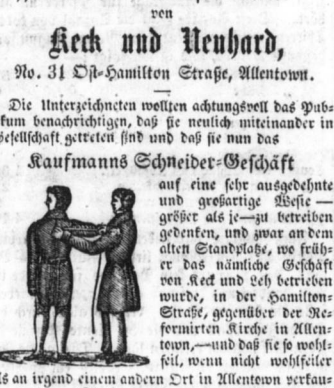 von
Keck und Neuhard,
No. 31 Ost-Hamilton Straße, Allentown.
Die Unterzeichneten wollten achtungsvoll das Pub-
kum benachrichtigen, daß sie neulich miteinander in
Gesellschaft getreten sind und daß sie nun das
Kaufmanns Schneider-Geschäft
auf eine sehr ausgedehnte
und großartige Weise—
größer als je—zu betreiben
gedenken, und zwar an dem
alten Standplatze, wo früh-
er das nämliche Geschäft
von Keck und Leh betrieben
wurde, in der Hamilton-
Straße, gegenüber der Re-
formirten Kirche in Allen-
town,—und daß sie so wohl-
feil, wenn nicht wohlfeiler
als an irgend einem andern Ort in Allentown verkau